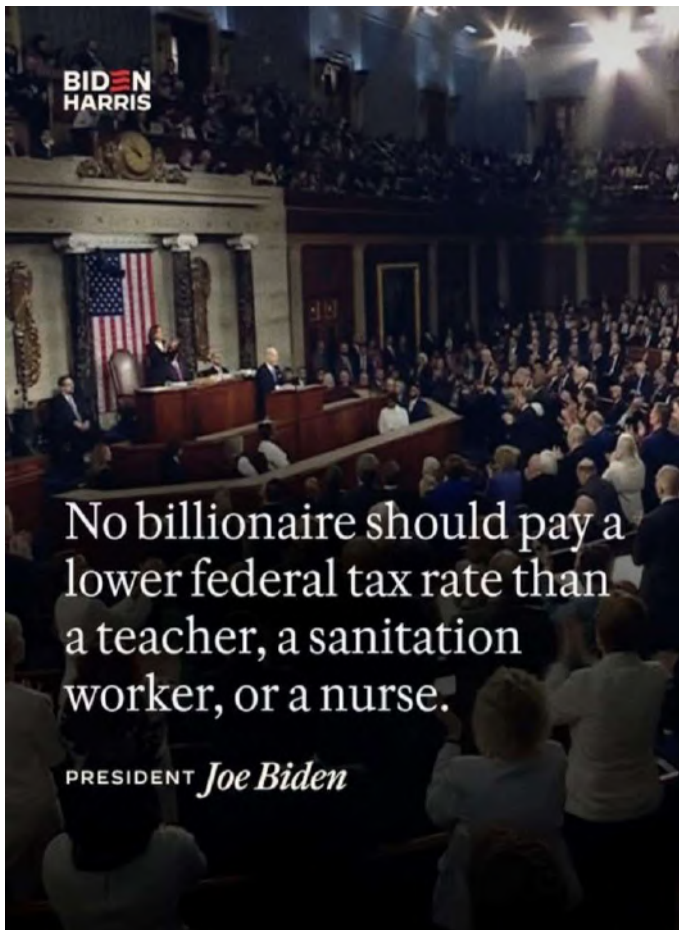 BIDEN
HARRIS
No billionaire should pay a
lower federal tax rate than
a teacher, a sanitation
worker, or a nurse.
PRESIDENT Joe Biden